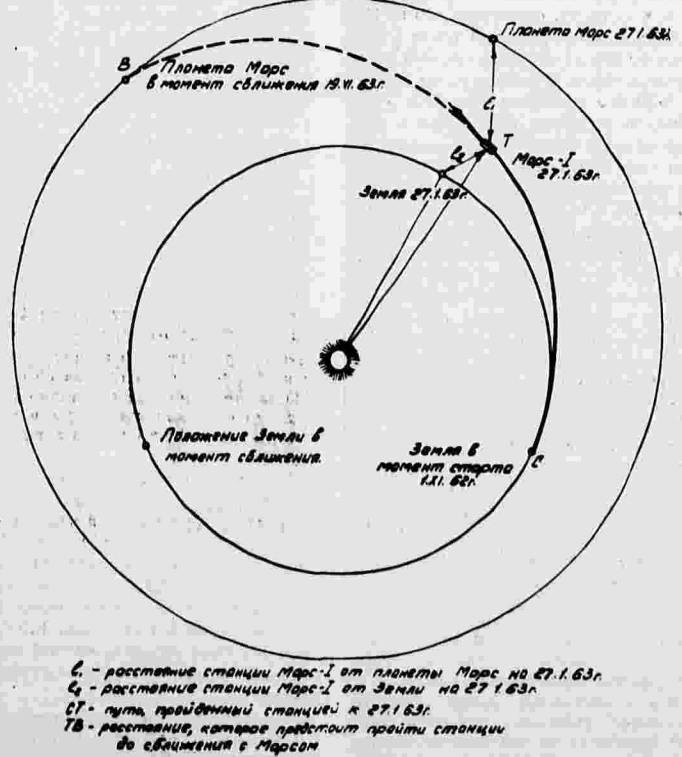 Планета Марс 27.1.63г.
В
Планета Марс
в момент сближения 19.VI.63г.
ℓ₁
T
ℓ₂
Марс-I
27.1.63г.
Земля 27.1.63г.
Положение Земли в
момент сближения.
Земля в
момент старта
1.XI.62г.
C
ℓ₁ - расстояние станции Марс-I от планеты Марс на 27.1.63г.
ℓ₂ - расстояние станции Марс-I от Земли на 27.1.63г.
CT - путь, пройденный станцией к 27.1.63г.
TB - расстояние, которое предстоит пройти станции
до сближения с Марсом